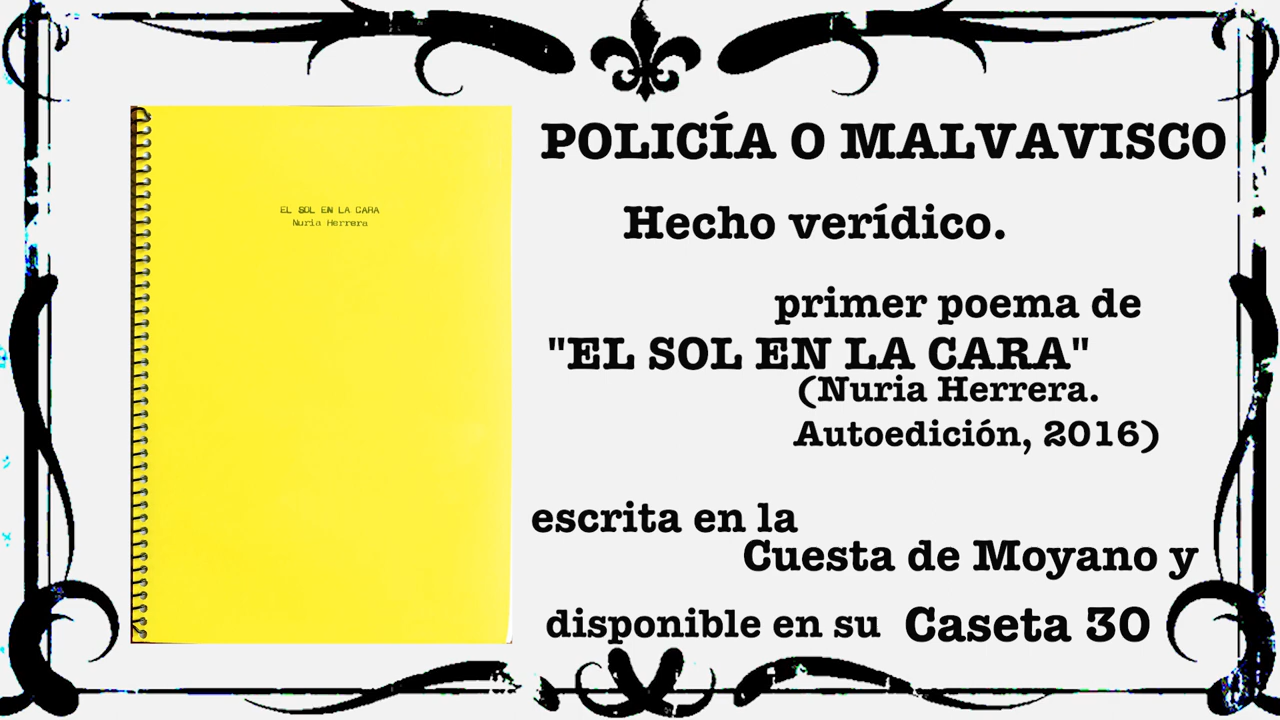 EL SOL EN LA CARA
Nuria Herrera
POLICÍA O MALVAVISCO
Hecho verídico.
primer poema de
"EL SOL EN LA CARA"
(Nuria Herrera.
Autoedición, 2016)
escrita en la
Cuesta de Moyano y
disponible en su Caseta 30